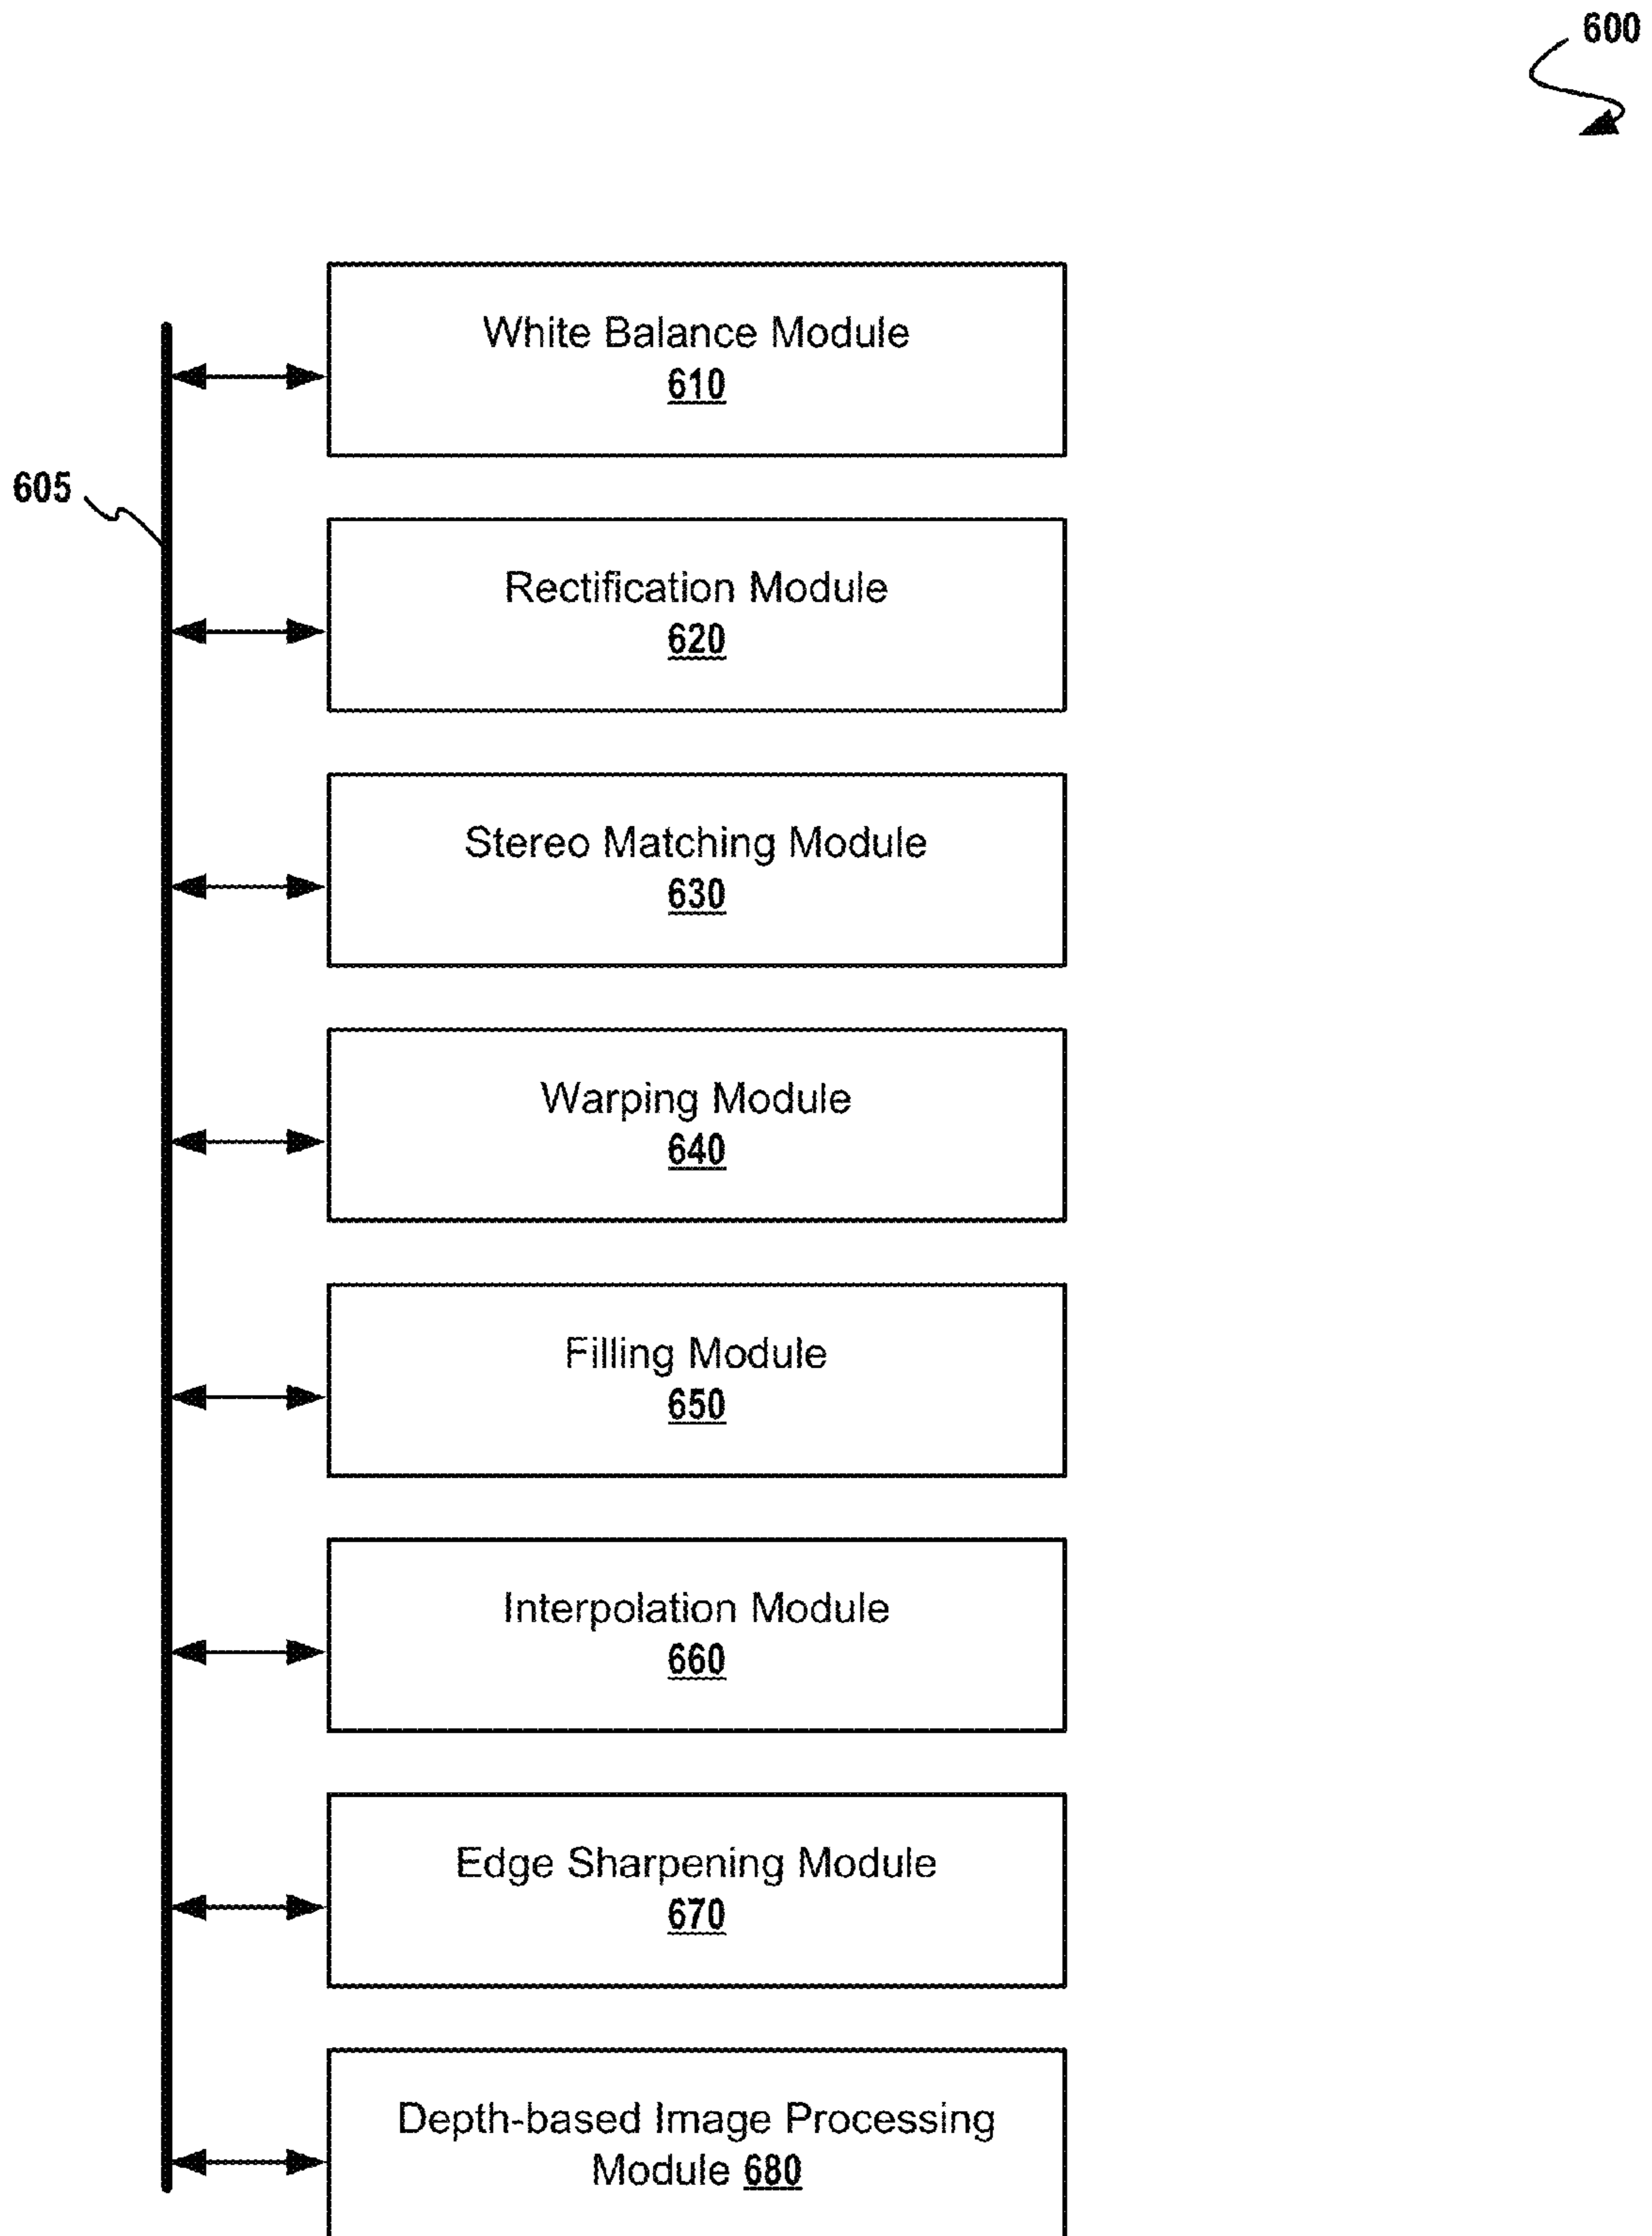 600
White Balance Module
610
605
Rectification Module
620
Stereo Matching Module
630
Warping Module
640
Filling Module
650
Interpolation Module
660
Edge Sharpening Module
670
Depth-based Image Processing
Module 680